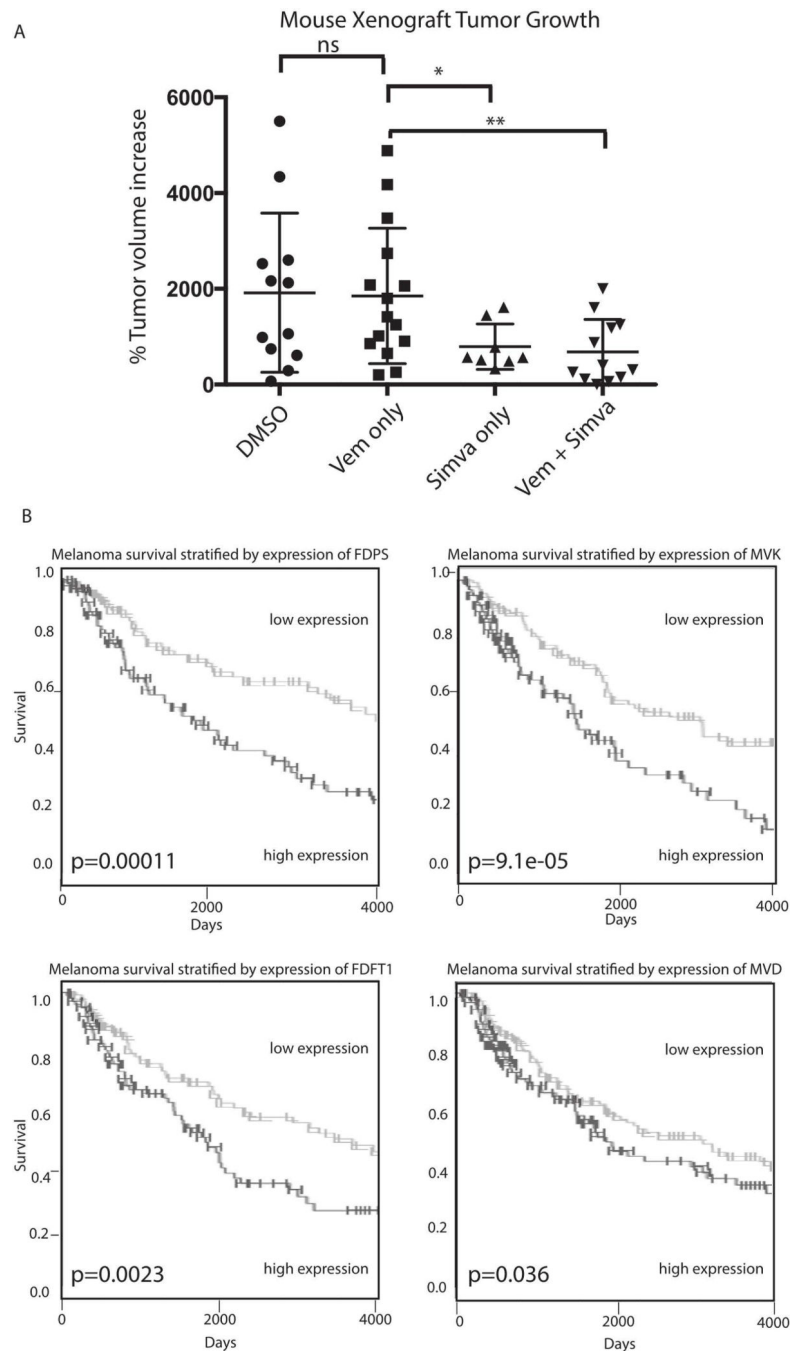 A
Mouse Xenograft Tumor Growth
ns
*
**
% Tumor volume increase
6000
4000
2000
0
DMSO
Vem only
Simva only
Vem + Simva
B
Melanoma survival stratified by expression of FDPS
Survival
1.0
0.8
0.6
0.4
0.2
0.0
low expression
high expression
p=0.00011
0 2000 4000
Days
Melanoma survival stratified by expression of MVK
1.0
0.8
0.6
0.4
0.2
0.0
low expression
high expression
p=9.1e-05
0 2000 4000
Days
Melanoma survival stratified by expression of FDFT1
Survival
1.0
0.8
0.6
0.4
0.2
0.0
low expression
high expression
p=0.0023
0 2000 4000
Days
Melanoma survival stratified by expression of MVD
1.0
0.8
0.6
0.4
0.2
0.0
low expression
high expression
p=0.036
0 2000 4000
Days